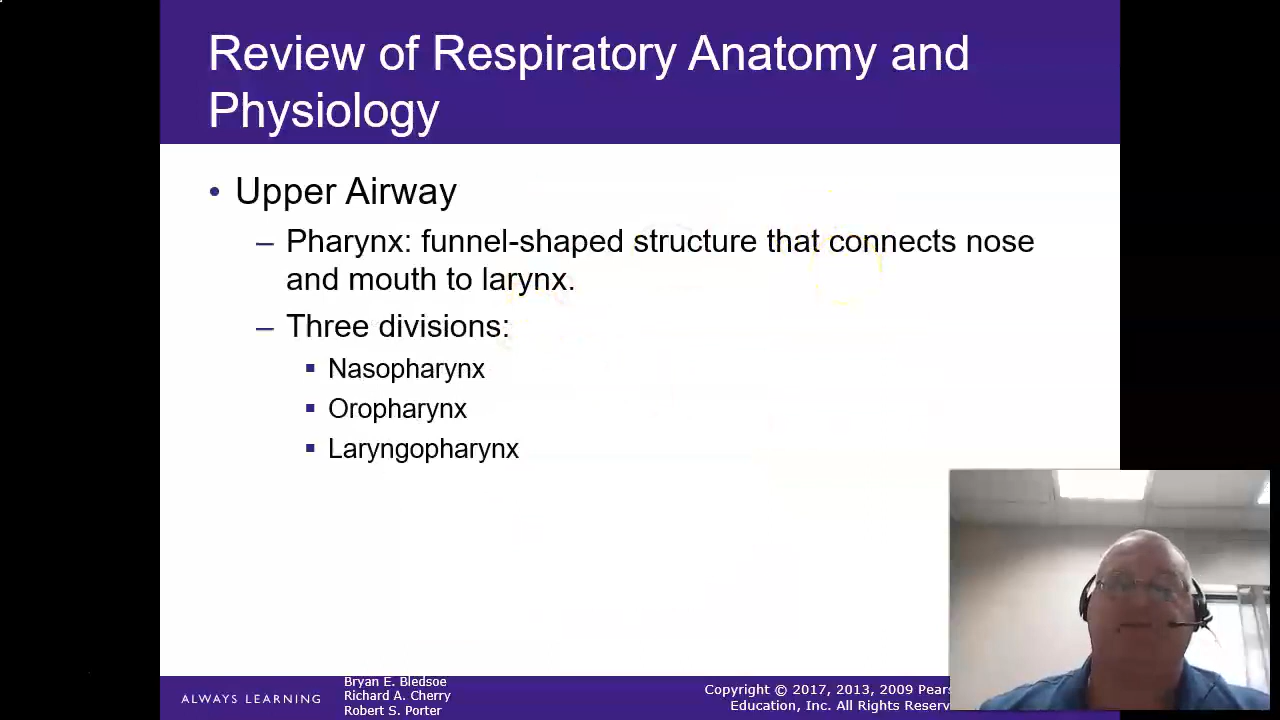 Review of Respiratory Anatomy and
Physiology
• Upper Airway
– Pharynx: funnel-shaped structure that connects nose
and mouth to larynx.
– Three divisions:
▪ Nasopharynx
▪ Oropharynx
▪ Laryngopharynx
ALWAYS LEARNING
Bryan E. Bledsoe
Richard A. Cherry
Robert S. Porter
Copyright © 2017, 2013, 2009
Education, Inc. All Rights